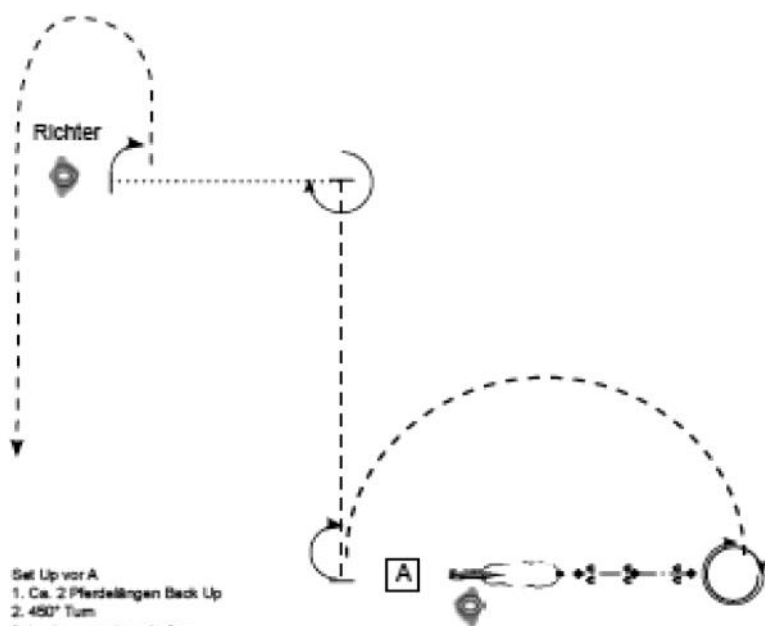 Richter
A
Set Up vor A
1. Ca. 2 Pferdelängen Back Up
2. 450° Turn